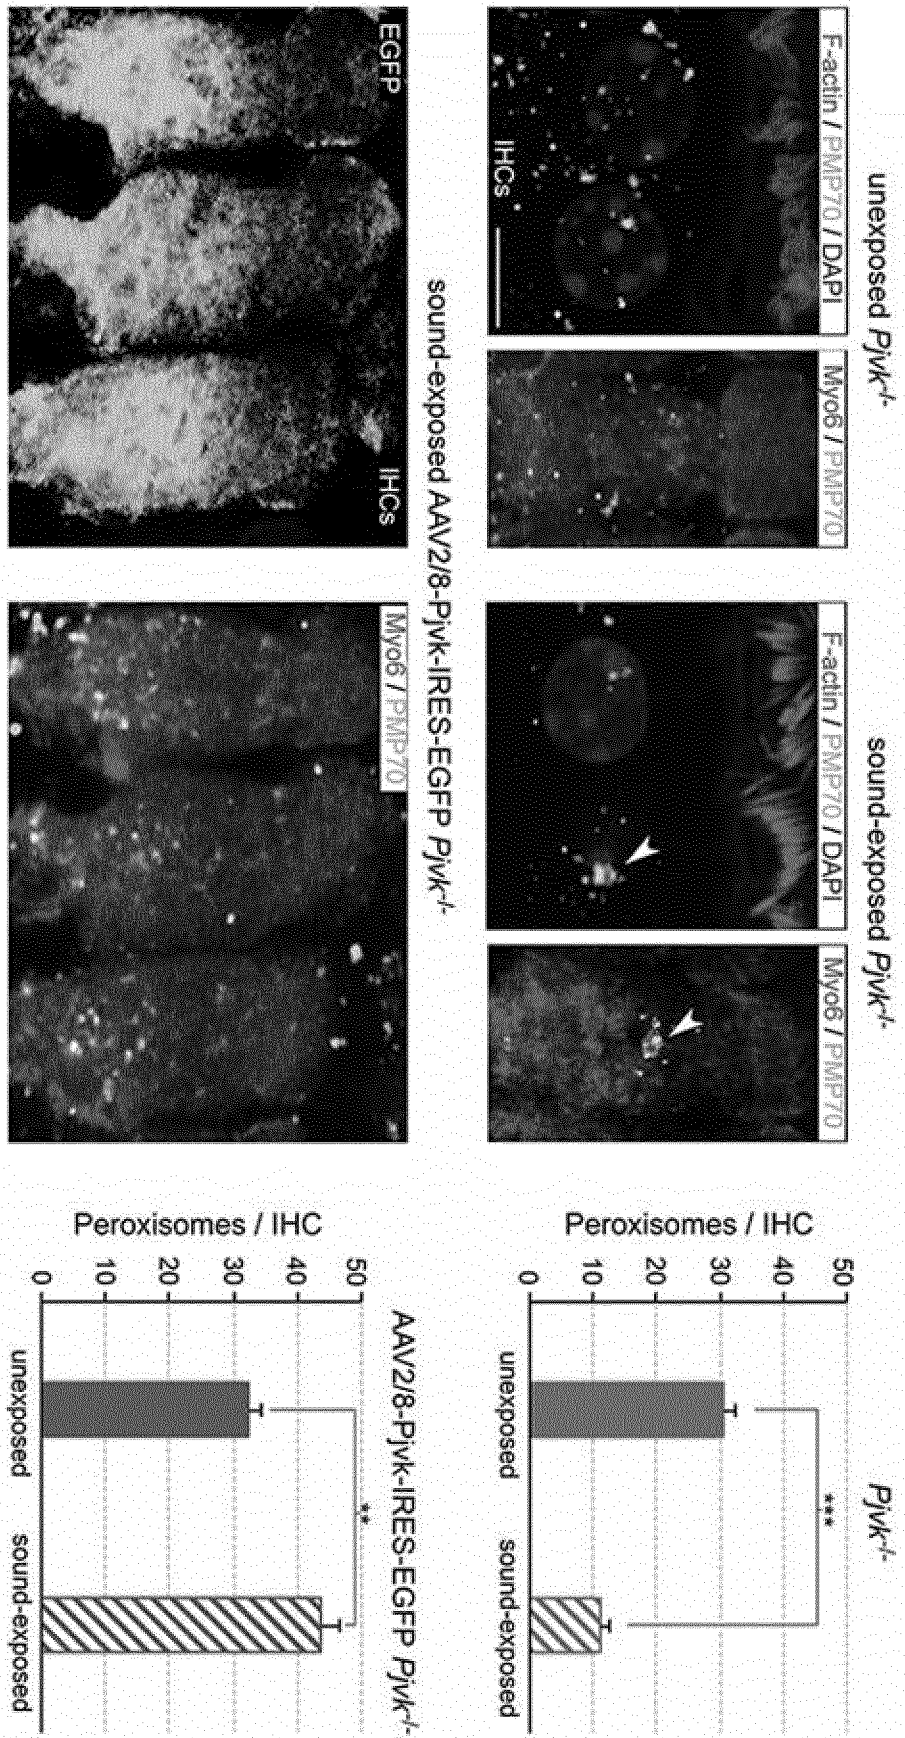 unexposed Pjvk-/-
F-actin / PMP70 / DAPI
IHCs
Myo6 / PMP70
sound-exposed Pjvk-/-
F-actin / PMP70 / DAPI
Myo6 / PMP70
Pjvk-/-
***
Peroxisomes / IHC
50
40
30
20
10
0
unexposed
sound-exposed
sound-exposed AAV2/8-Pjvk-IRES-EGFP Pjvk-/-
EGFP
IHCs
Myo6 / PMP70
AAV2/8-Pjvk-IRES-EGFP Pjvk-/-
**
Peroxisomes / IHC
50
40
30
20
10
0
unexposed
sound-exposed